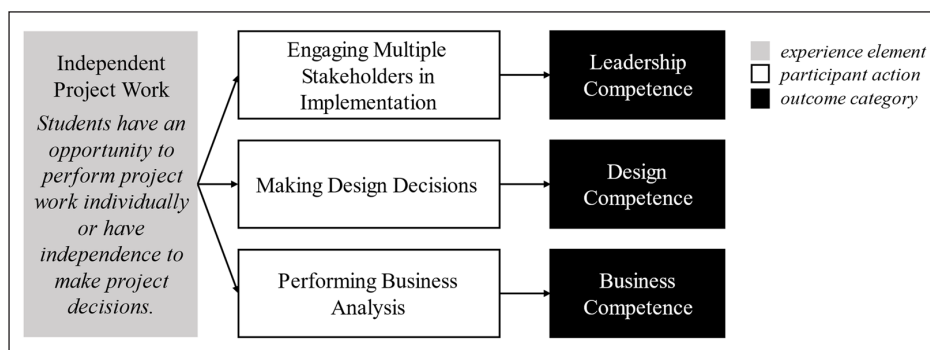 Independent
Project Work
Students have an
opportunity to
perform project
work individually
or have
independence to
make project
decisions.
Engaging Multiple
Stakeholders in
Implementation
Making Design Decisions
Performing Business
Analysis
Leadership
Competence
Design
Competence
Business
Competence
experience element
participant action
outcome category